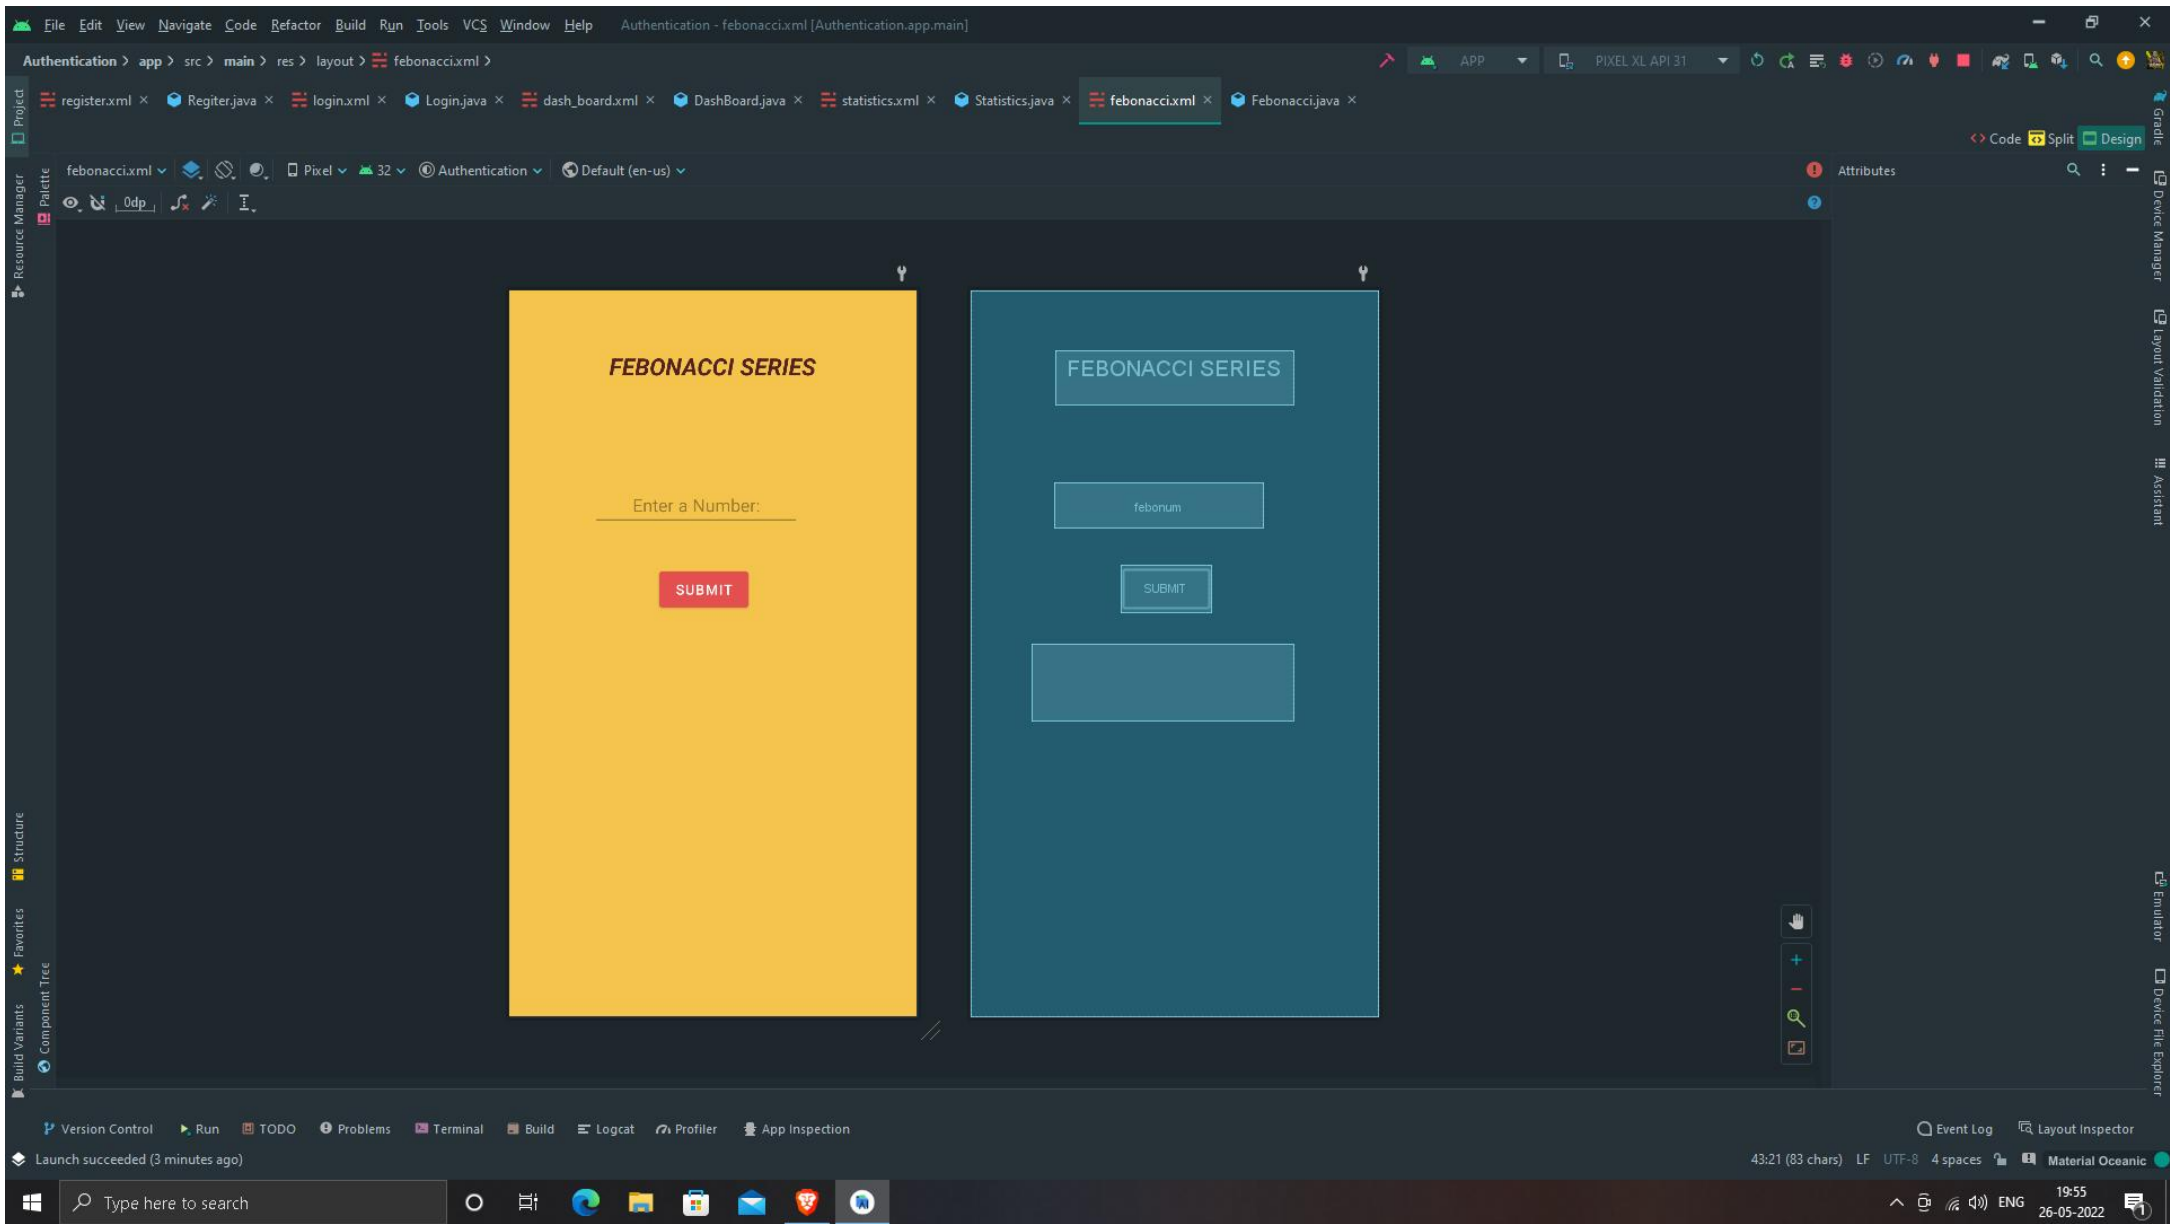 File Edit View Navigate Code Refactor Build Run Tools VCS Window Help Authentication - febonacci.xml [Authentication.app.main]
Authentication > app > src > main > res > layout > febonacci.xml > APP PIXEL XL API 31
register.xml × Regiter.java × login.xml × Login.java × dash_board.xml × DashBoard.java × statistics.xml × Statistics.java × febonacci.xml × Febonacci.java ×
Code Split Design
febonacci.xml Pixel 32 Authentication Default (en-us) Attributes
0dp
Project
Resource Manager
Palette
Structure
Favorites
Build Variants
Component Tree
FEBONACCI SERIES
Enter a Number:
SUBMIT
FEBONACCI SERIES
febonum
SUBMIT
Gradle
Device Manager
Layout Validation
Assistant
Emulator
Device File Explorer
Version Control Run TODO Problems Terminal Build Logcat Profiler App Inspection Event Log Layout Inspector
Launch succeeded (3 minutes ago) 43:21 (83 chars) LF UTF-8 4 spaces Material Oceanic
Type here to search ENG 19:55
26-05-2022 1